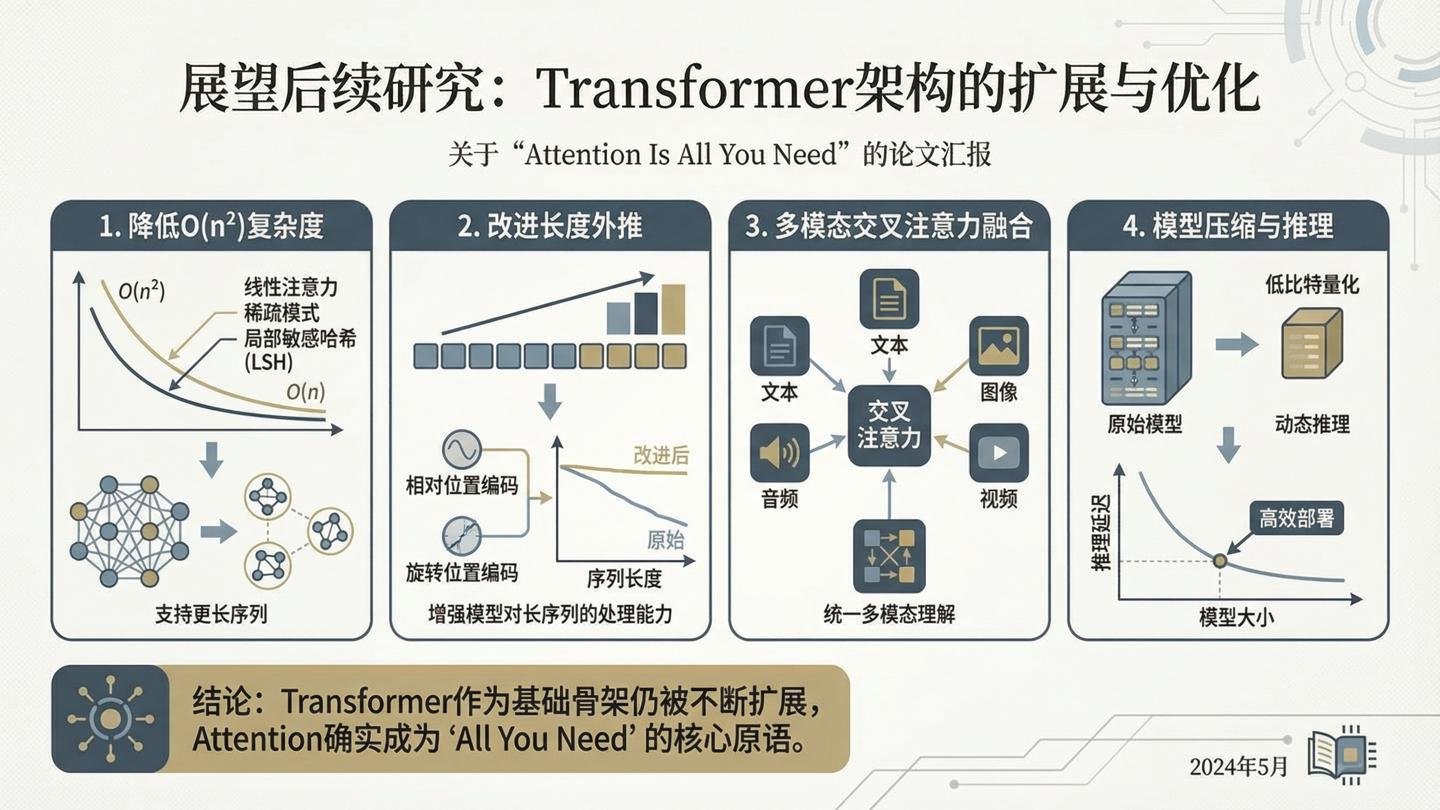 展望后续研究：Transformer架构的扩展与优化
关于“Attention Is All You Need”的论文汇报
1. 降低O(n²)复杂度
O(n²)
线性注意力
稀疏模式
局部敏感哈希
(LSH)
O(n)
支持更长序列
2. 改进长度外推
相对位置编码
旋转位置编码
改进后
原始
序列长度
增强模型对长序列的处理能力
3. 多模态交叉注意力融合
文本
文本
图像
交叉
注意力
音频
视频
统一多模态理解
4. 模型压缩与推理
低比特量化
原始模型
动态推理
推理延迟
高效部署
模型大小
结论：Transformer作为基础骨架仍被不断扩展，
Attention确实成为 ‘All You Need’ 的核心原语。
2024年5月